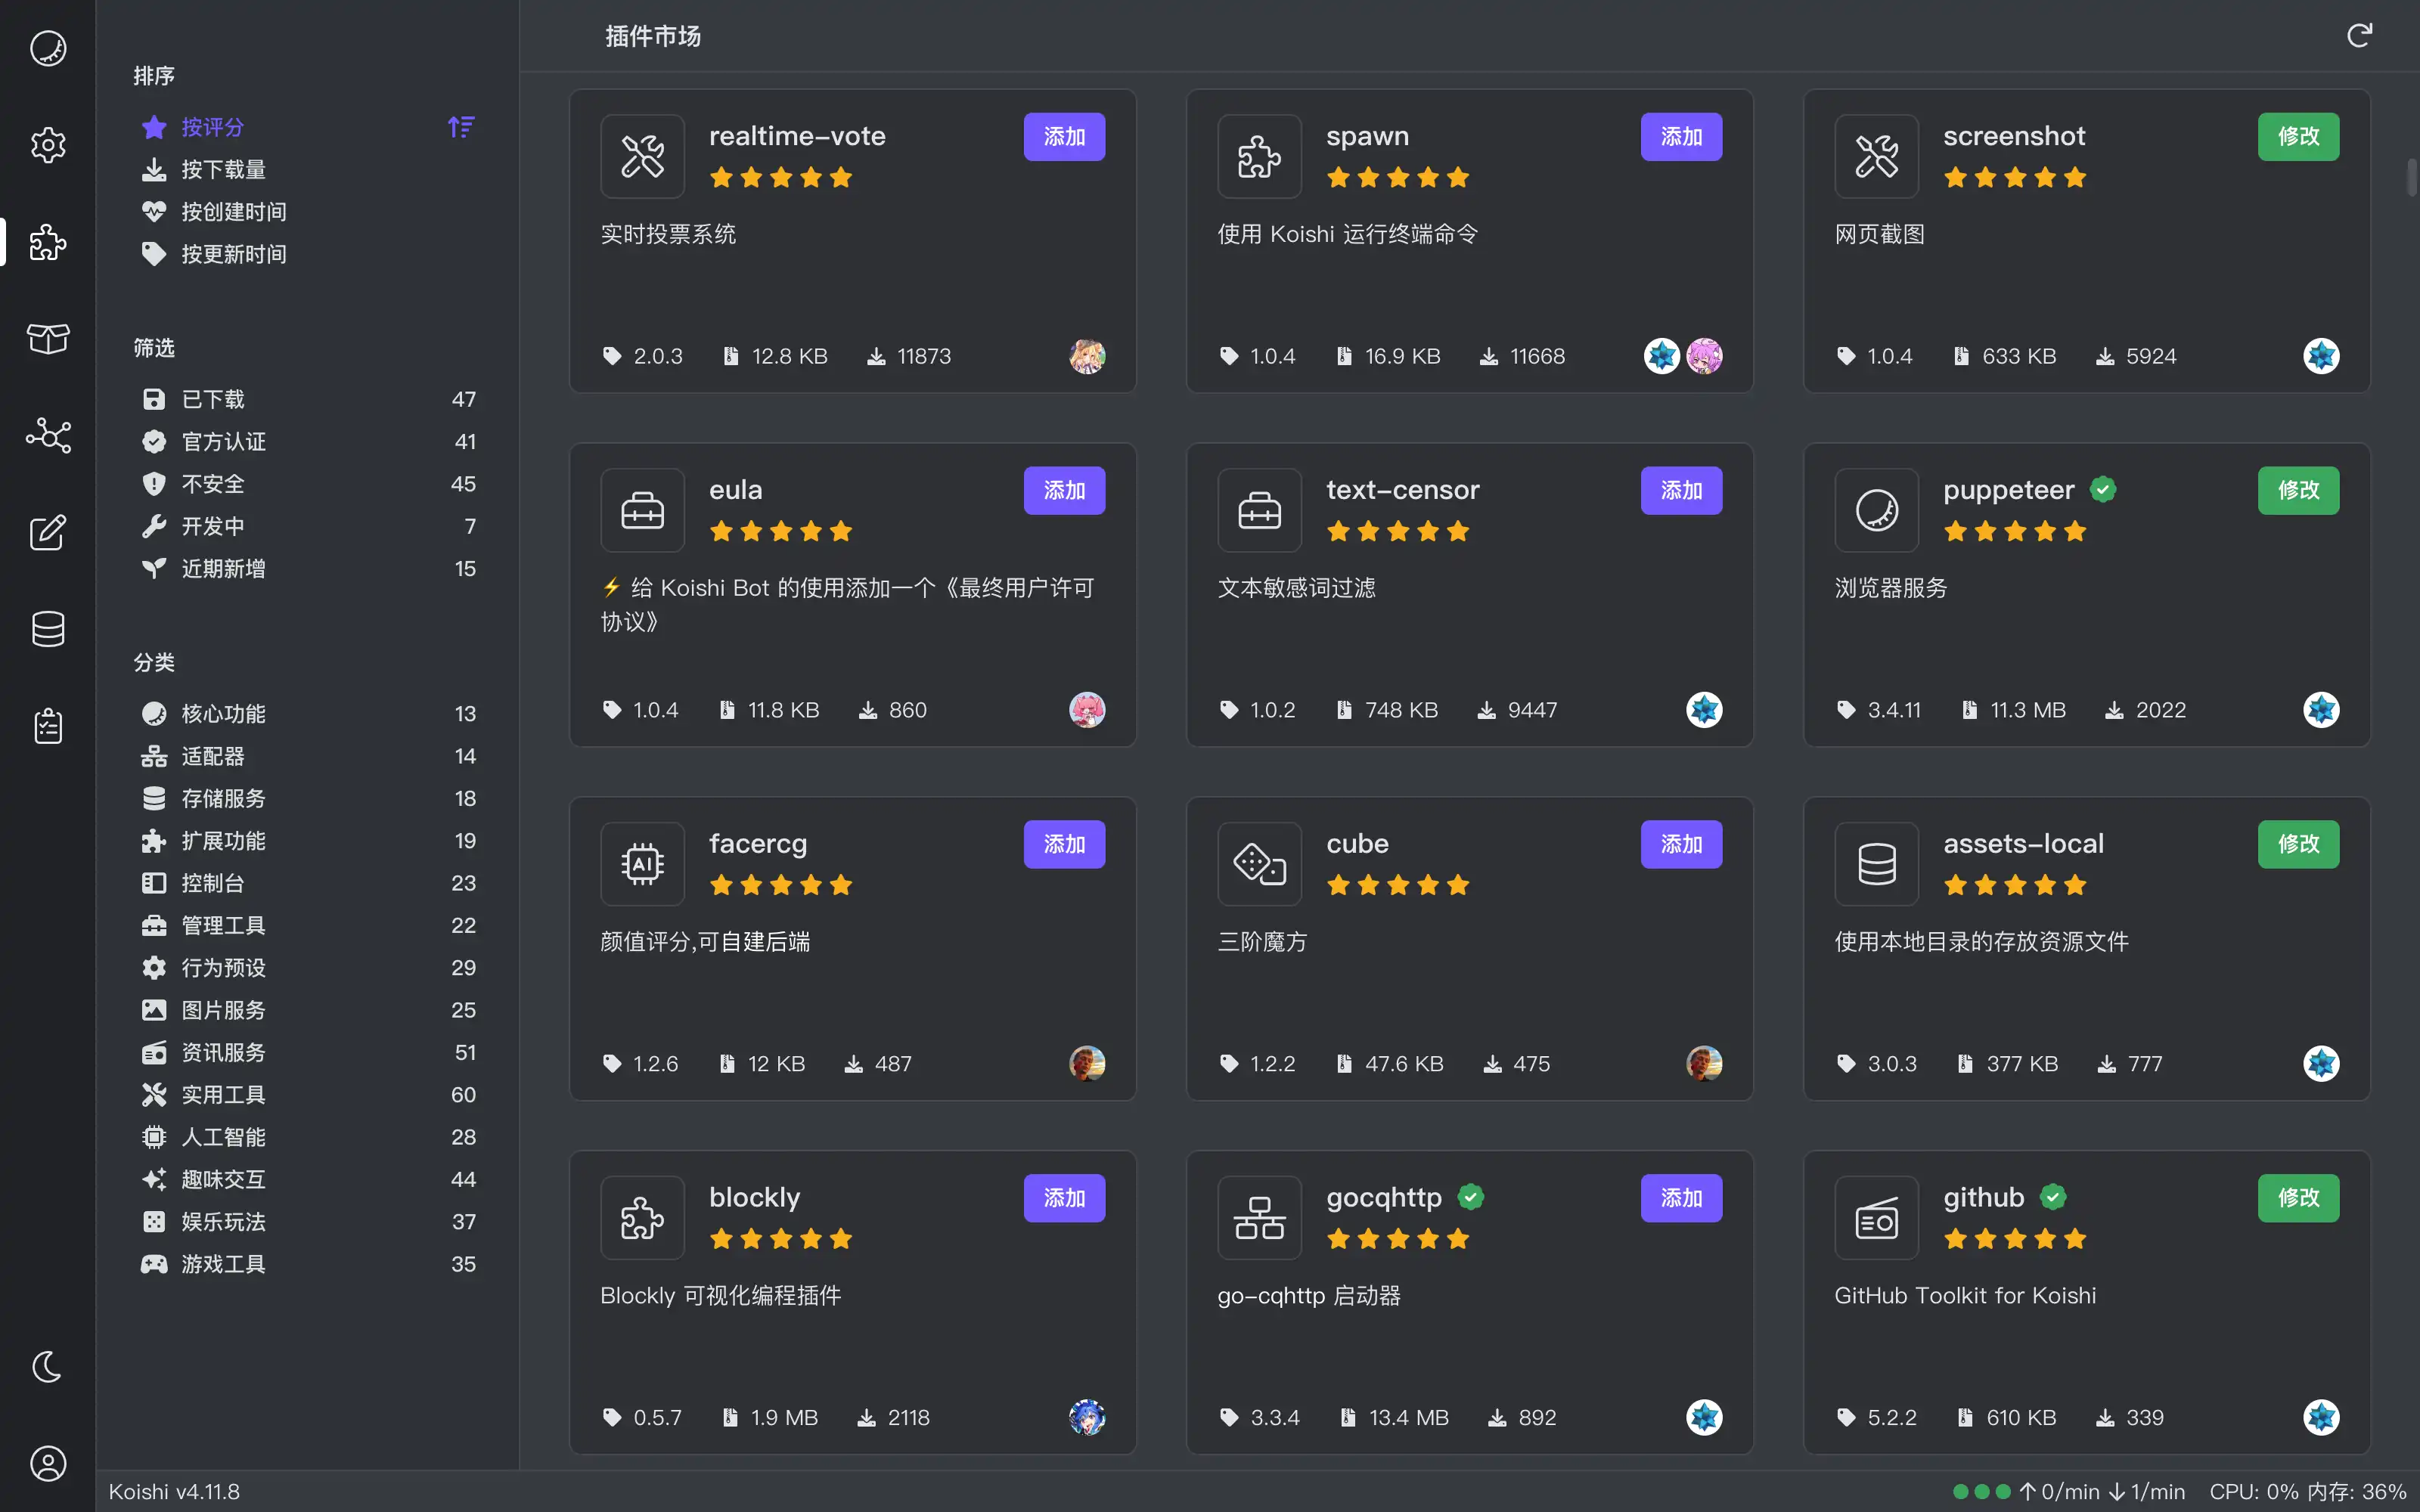 插件市场
排序
按评分
按下载量
按创建时间
按更新时间
筛选
已下载 47
官方认证 41
不安全 45
开发中 7
近期新增 15
分类
核心功能 13
适配器 14
存储服务 18
扩展功能 19
控制台 23
管理工具 22
行为预设 29
图片服务 25
资讯服务 51
实用工具 60
人工智能 28
趣味交互 44
娱乐玩法 37
游戏工具 35
realtime-vote 添加
实时投票系统
2.0.3 12.8 KB 11873
spawn 添加
使用 Koishi 运行终端命令
1.0.4 16.9 KB 11668
screenshot 修改
网页截图
1.0.4 633 KB 5924
eula 添加
⚡ 给 Koishi Bot 的使用添加一个《最终用户许可
协议》
1.0.4 11.8 KB 860
text-censor 添加
文本敏感词过滤
1.0.2 748 KB 9447
puppeteer 修改
浏览器服务
3.4.11 11.3 MB 2022
facercg 添加
AI
颜值评分,可自建后端
1.2.6 12 KB 487
cube 添加
三阶魔方
1.2.2 47.6 KB 475
assets-local 修改
使用本地目录的存放资源文件
3.0.3 377 KB 777
blockly 添加
Blockly 可视化编程插件
0.5.7 1.9 MB 2118
gocqhttp 添加
go-cqhttp 启动器
3.3.4 13.4 MB 892
github 修改
GitHub Toolkit for Koishi
5.2.2 610 KB 339
Koishi v4.11.8
↑0/min ↓1/min CPU: 0% 内存: 36%